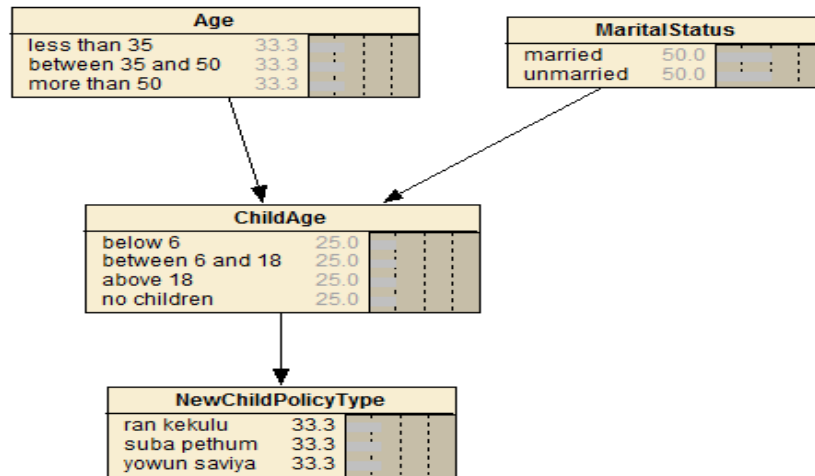 Age
less than 35 33.3
between 35 and 50 33.3
more than 50 33.3
MaritalStatus
married 50.0
unmarried 50.0
ChildAge
below 6 25.0
between 6 and 18 25.0
above 18 25.0
no children 25.0
NewChildPolicyType
ran kekulu 33.3
suba pethum 33.3
yowun saviya 33.3